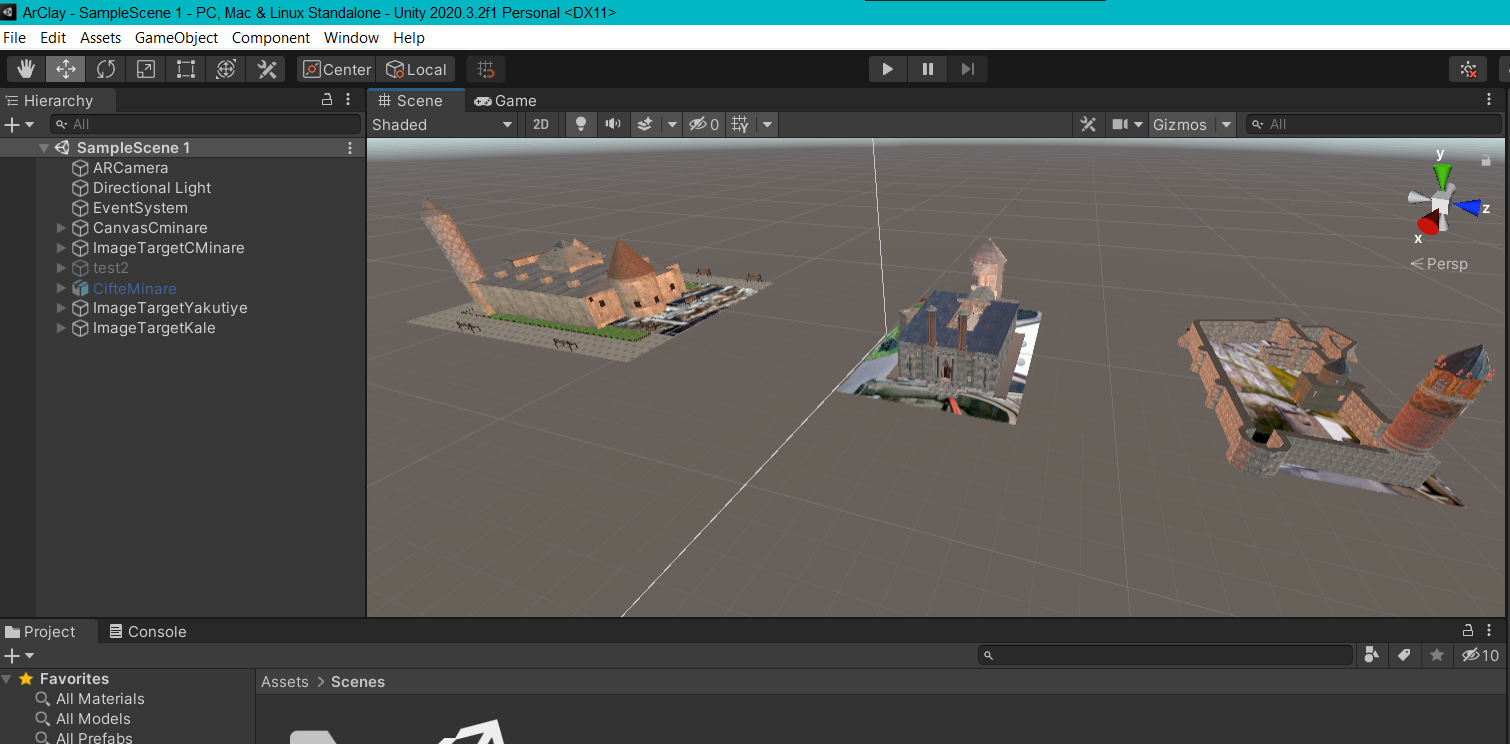 ArClay - SampleScene 1 - PC, Mac & Linux Standalone - Unity 2020.3.2f1 Personal <DX11>
File Edit Assets GameObject Component Window Help
Center Local
Hierarchy
All
SampleScene 1
ARCamera
Directional Light
EventSystem
CanvasCminare
ImageTargetCMinare
test2
CifteMinare
ImageTargetYakutiye
ImageTargetKale
Scene Game
Shaded 2D 0 Gizmos All
y
z
x
Persp
Project Console
10
Favorites
All Materials
All Models
All Prefabs
Assets > Scenes